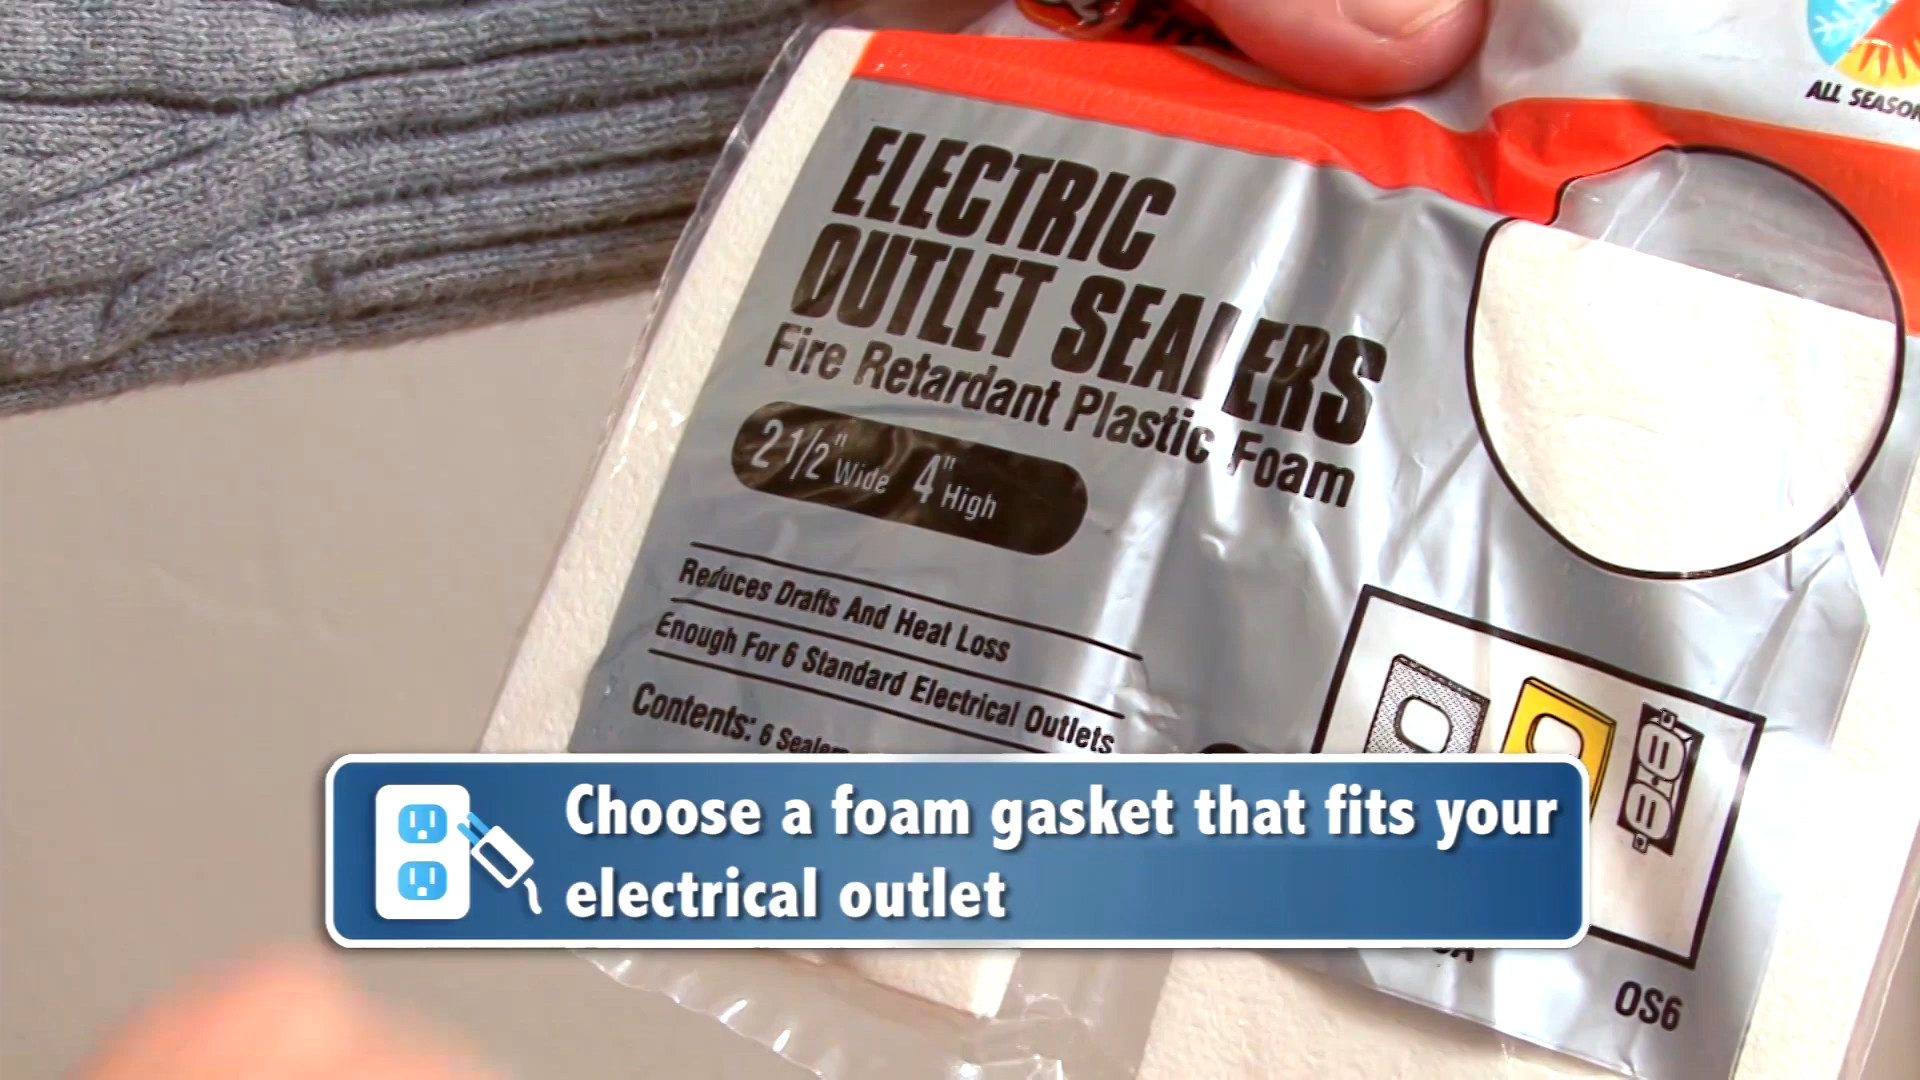 ALL SEASON
ELECTRIC
OUTLET SEALERS
Fire Retardant Plastic Foam
2 1/2" Wide 4" High
Reduces Drafts And Heat Loss
Enough For 6 Standard Electrical Outlets
Contents: 6 Sealers
Choose a foam gasket that fits your
electrical outlet
OS6